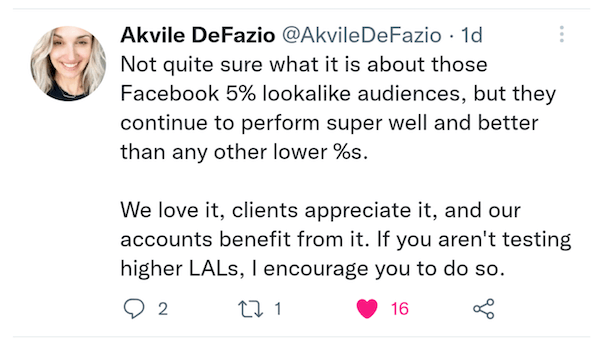 Akvile DeFazio @AkvileDeFazio · 1d
Not quite sure what it is about those
Facebook 5% lookalike audiences, but they
continue to perform super well and better
than any other lower %s.
We love it, clients appreciate it, and our
accounts benefit from it. If you aren't testing
higher LALs, I encourage you to do so.
2 1 16